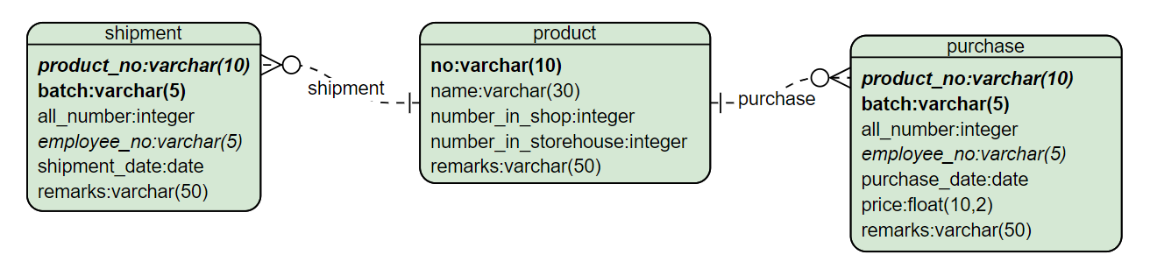 shipment
product_no:varchar(10)
batch:varchar(5)
all_number:integer
employee_no:varchar(5)
shipment_date:date
remarks:varchar(50)
shipment
product
no:varchar(10)
name:varchar(30)
number_in_shop:integer
number_in_storehouse:integer
remarks:varchar(50)
purchase
purchase
product_no:varchar(10)
batch:varchar(5)
all_number:integer
employee_no:varchar(5)
purchase_date:date
price:float(10,2)
remarks:varchar(50)